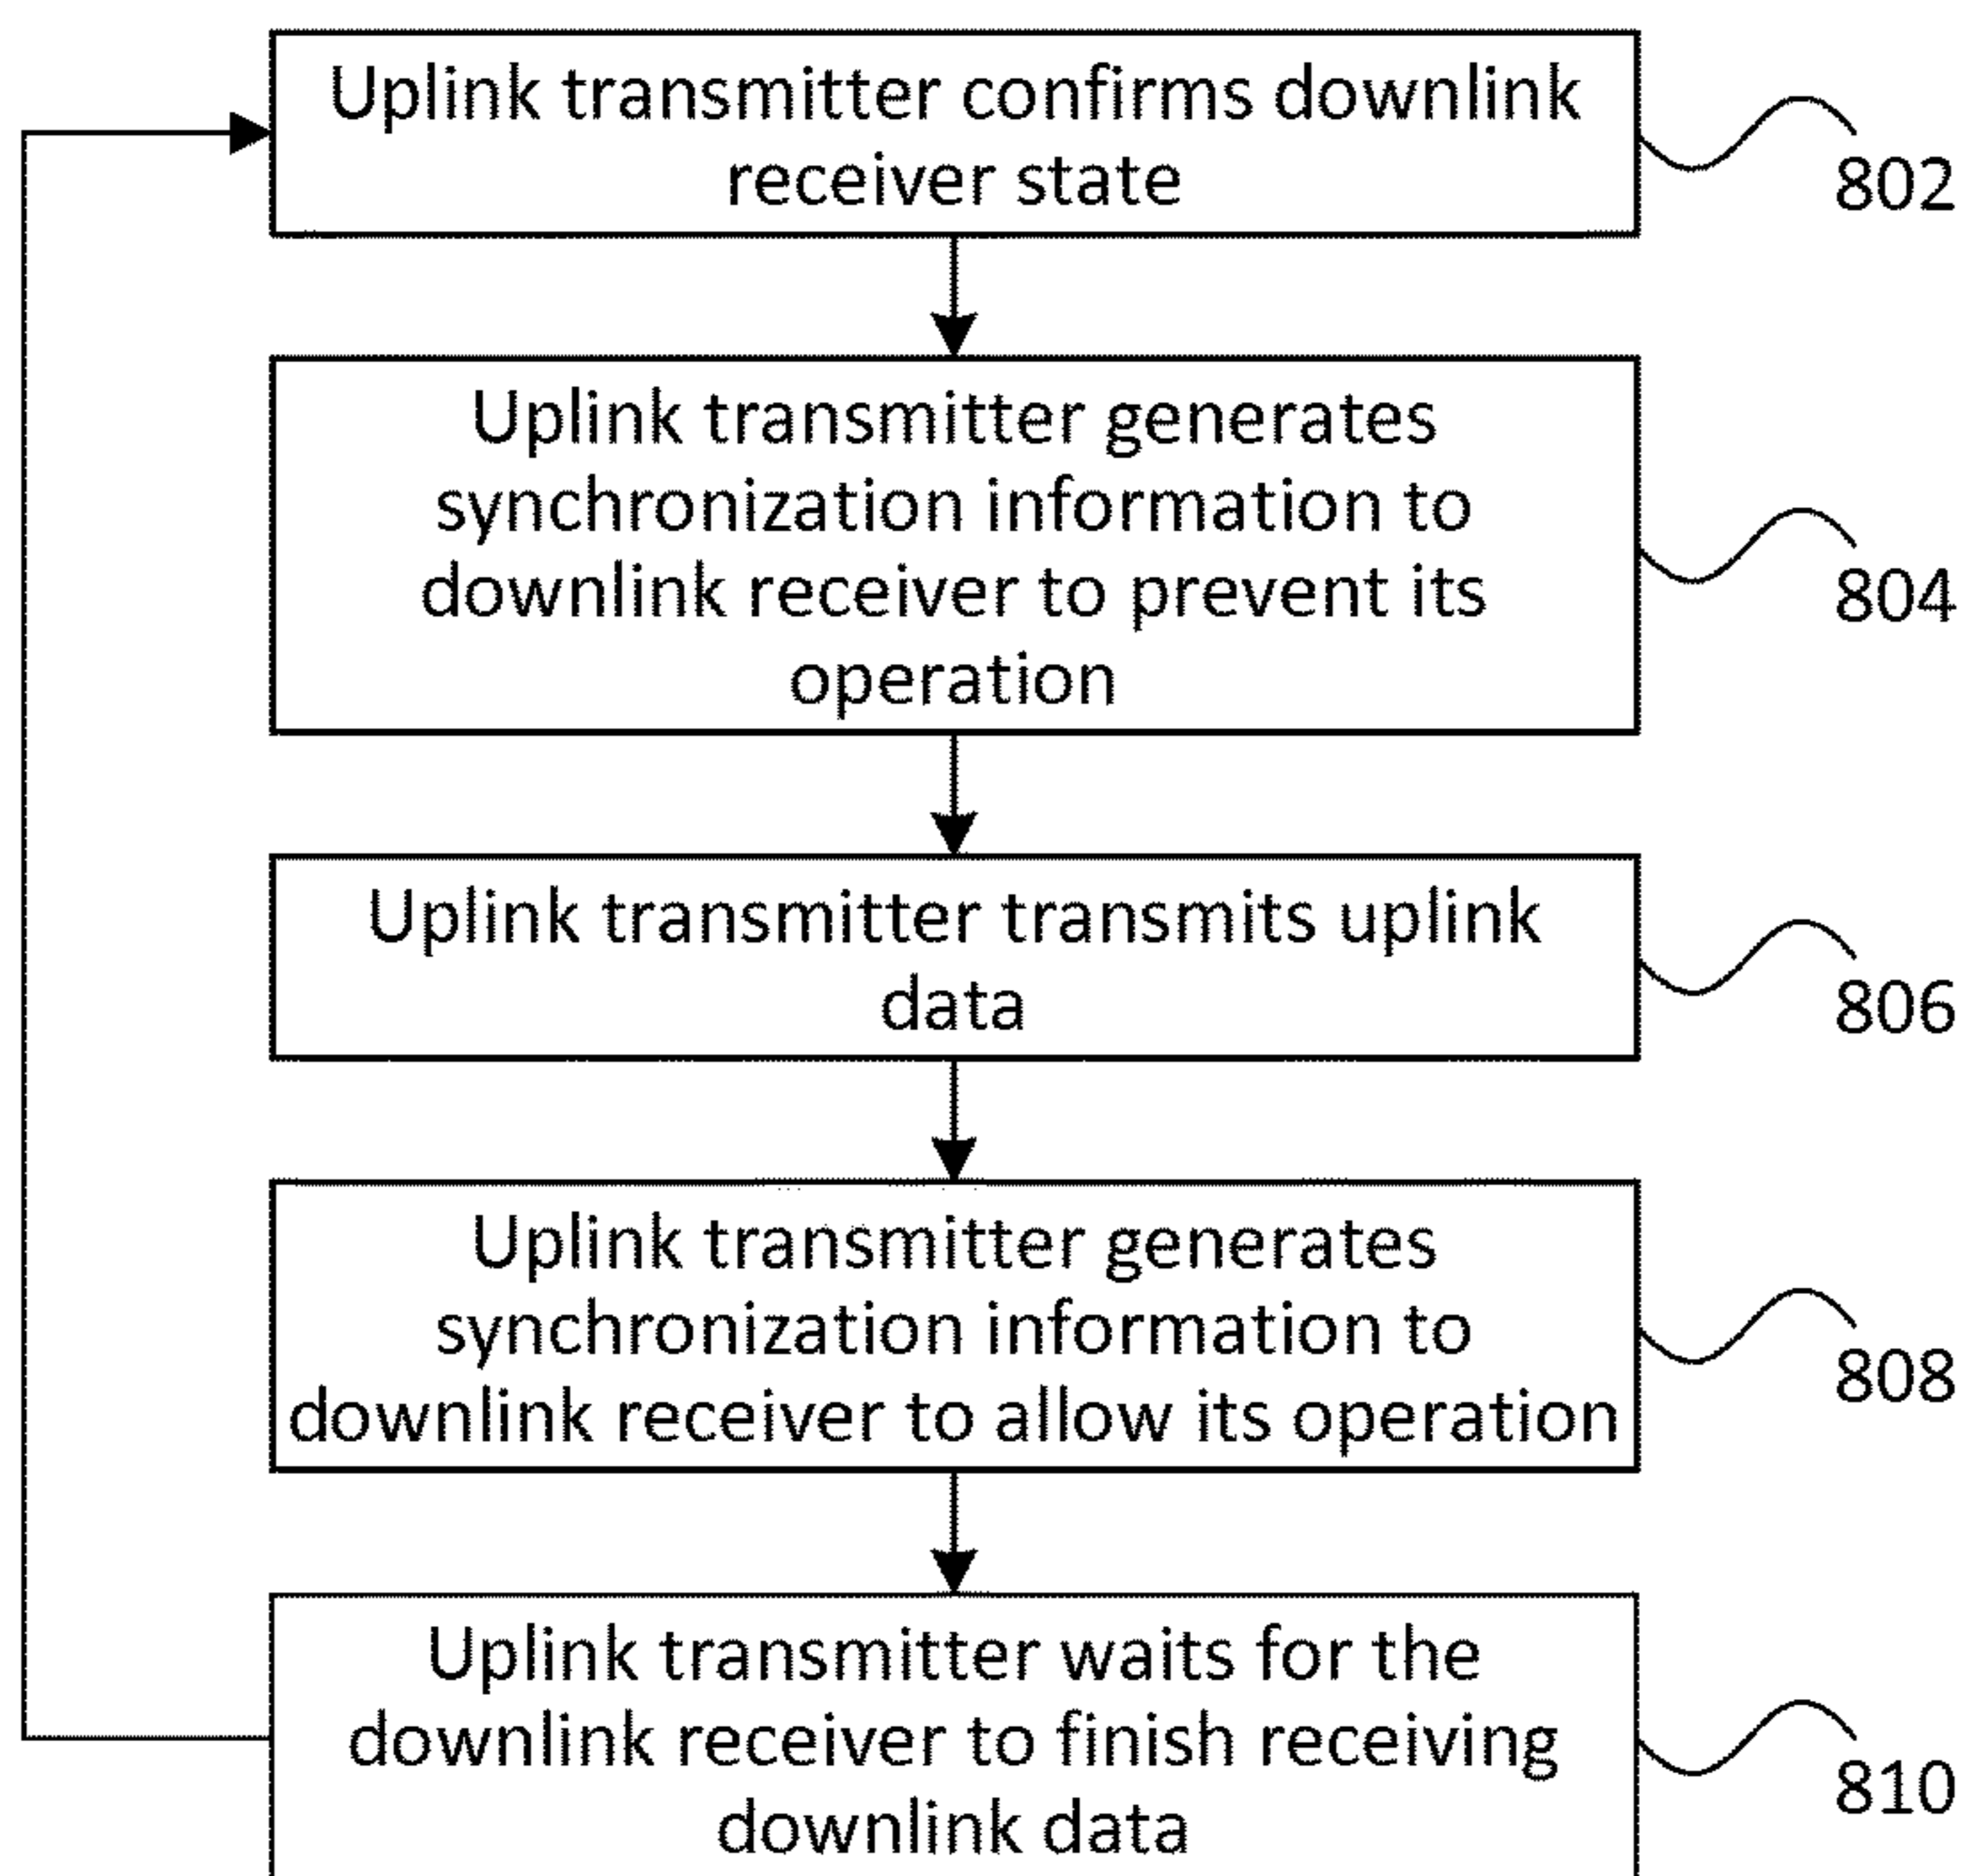 Uplink transmitter confirms downlink
receiver state
802
Uplink transmitter generates
synchronization information to
downlink receiver to prevent its
operation
804
Uplink transmitter transmits uplink
data
806
Uplink transmitter generates
synchronization information to
downlink receiver to allow its operation
808
Uplink transmitter waits for the
downlink receiver to finish receiving
downlink data
810